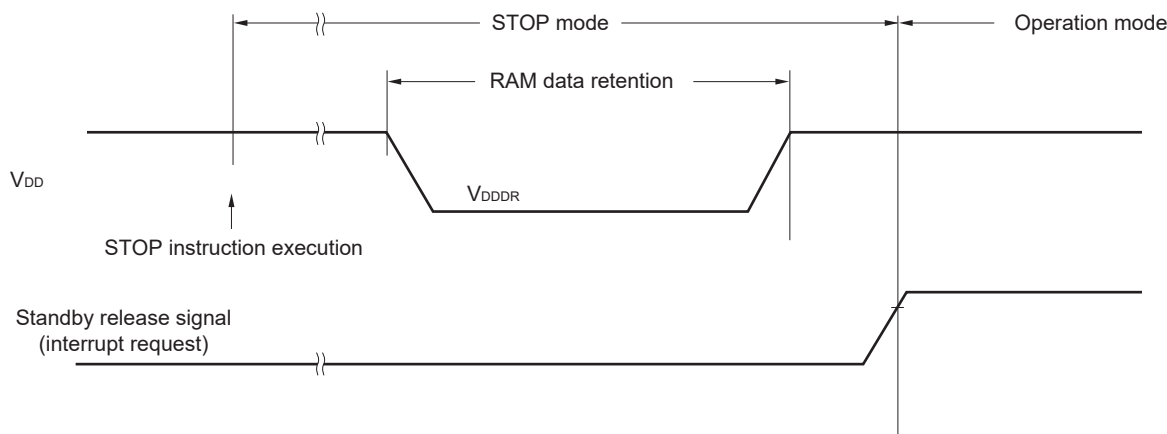 STOP mode
Operation mode
RAM data retention
VDD
VDDDR
STOP instruction execution
Standby release signal
(interrupt request)